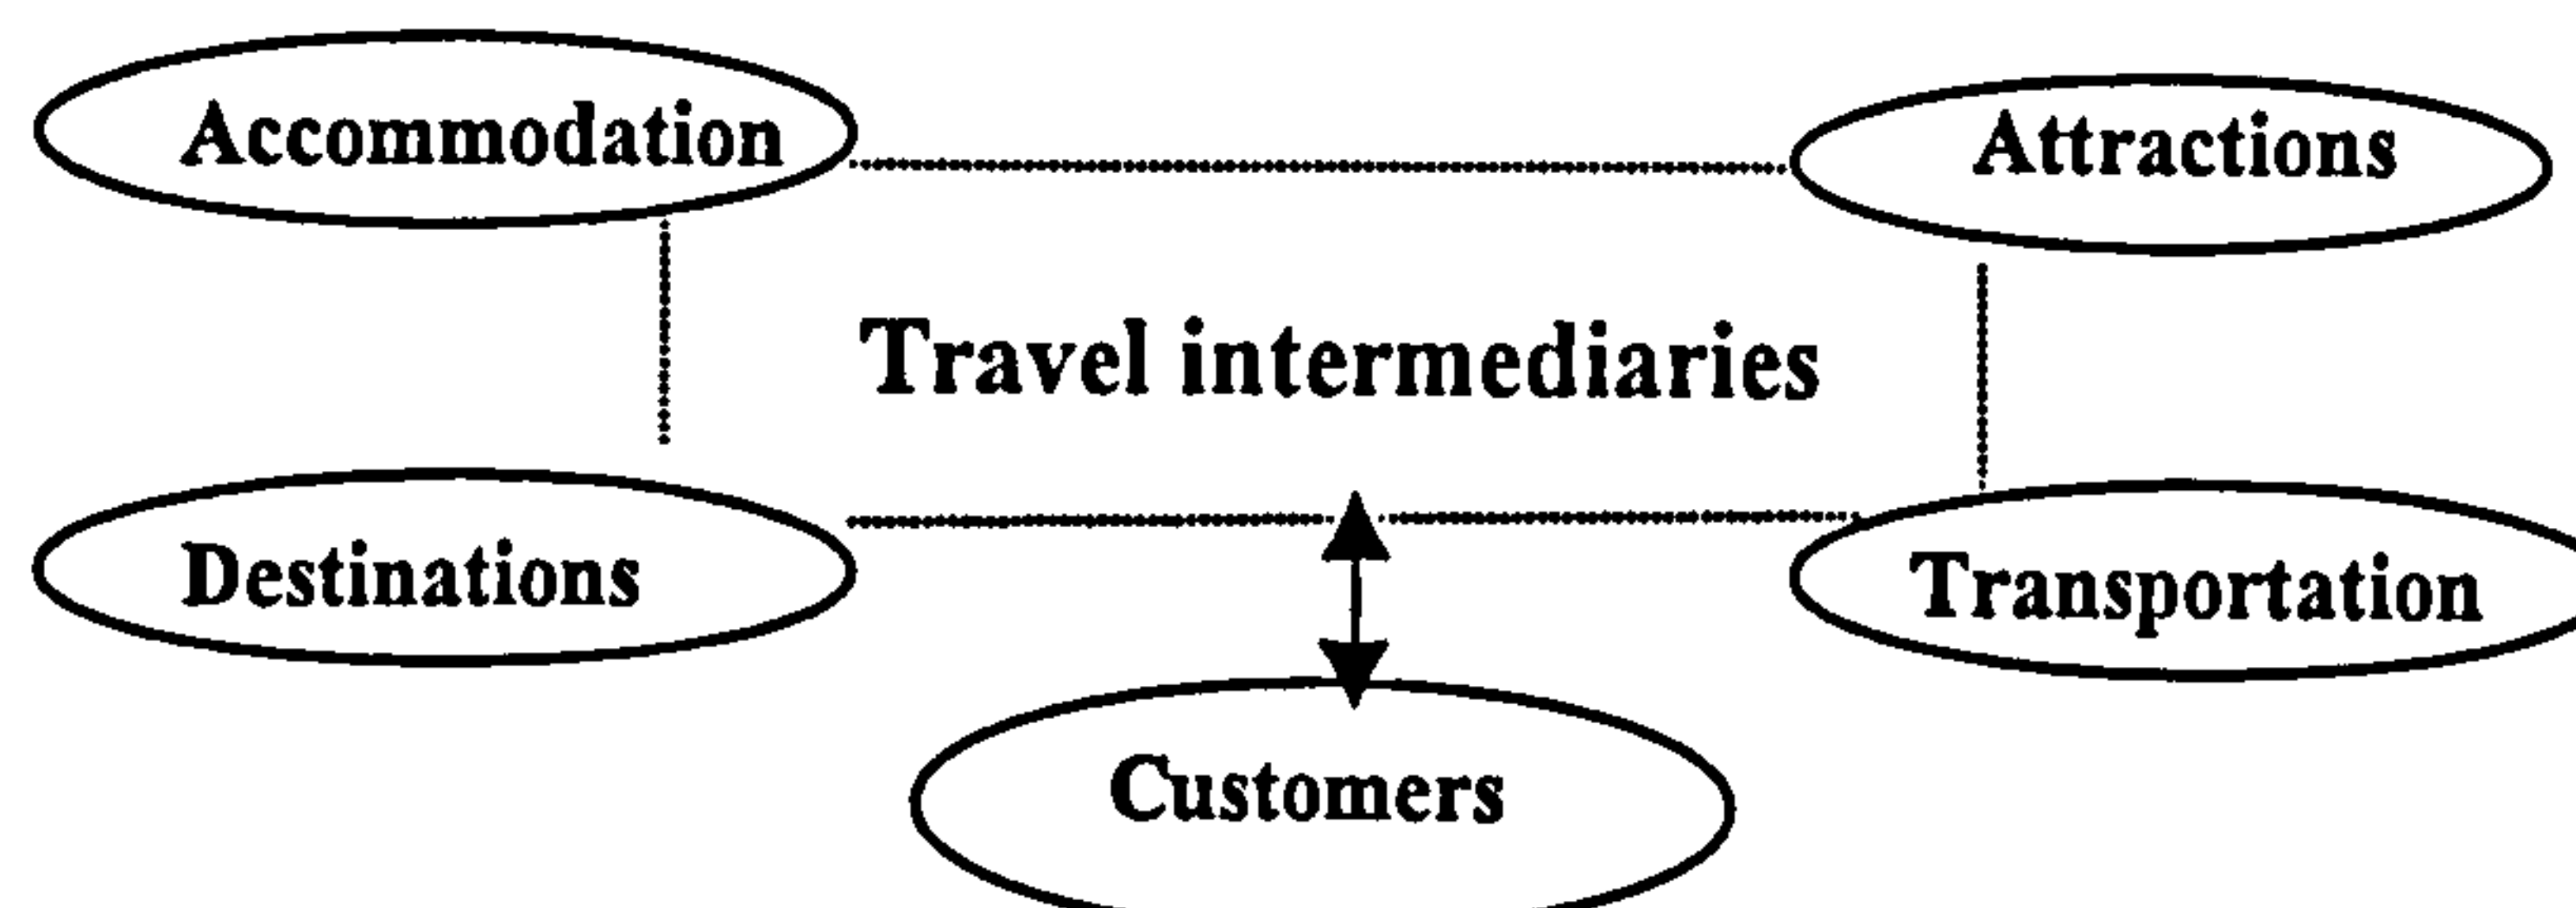 Accommodation
Attractions
Travel intermediaries
Destinations
Transportation
Customers